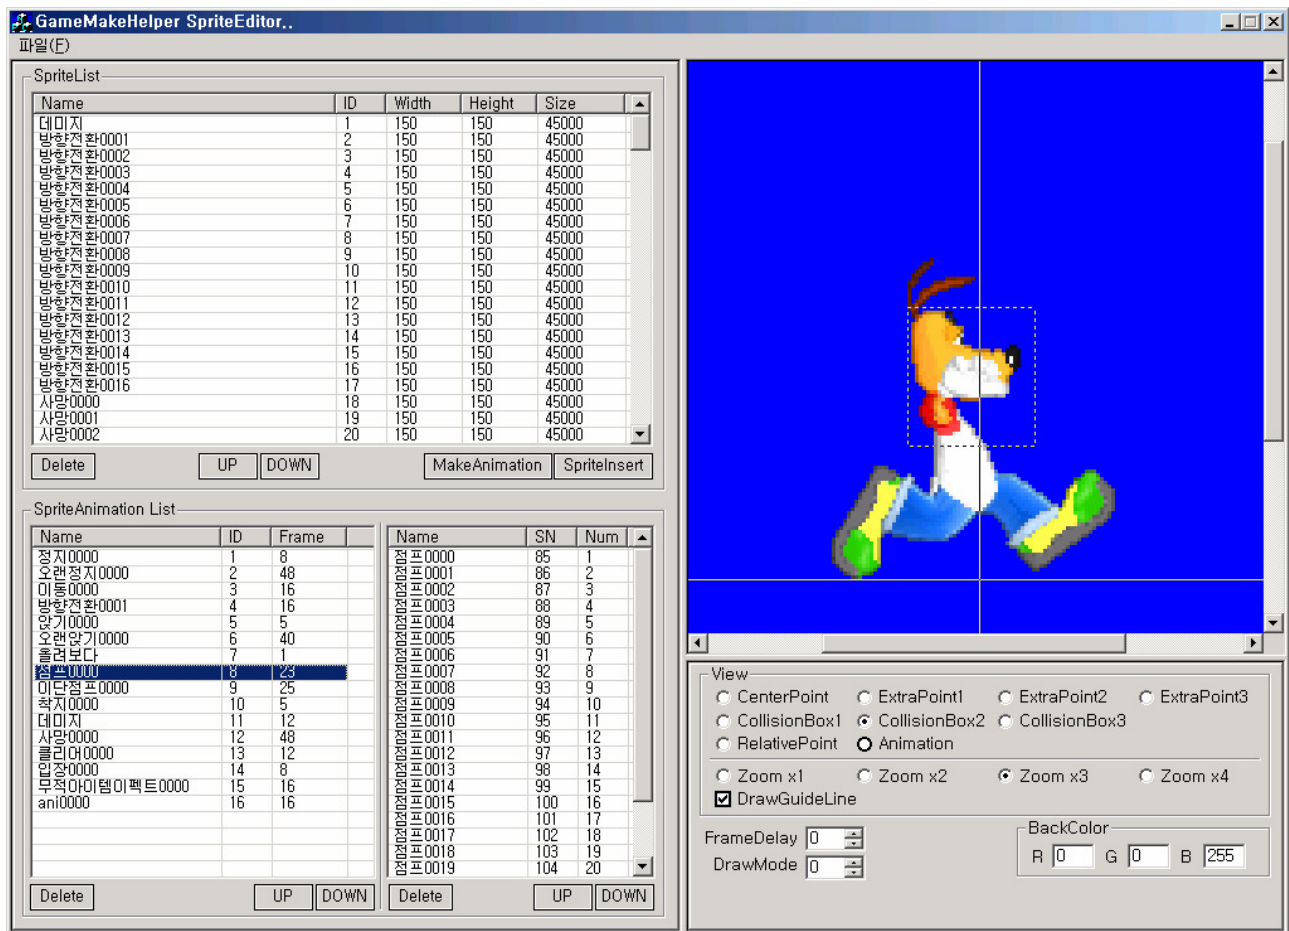 GameMakeHelper SpriteEditor..
파일(F)
SpriteList
Name ID Width Height Size
데미지 1 150 150 45000
방향전환0001 2 150 150 45000
방향전환0002 3 150 150 45000
방향전환0003 4 150 150 45000
방향전환0004 5 150 150 45000
방향전환0005 6 150 150 45000
방향전환0006 7 150 150 45000
방향전환0007 8 150 150 45000
방향전환0008 9 150 150 45000
방향전환0009 10 150 150 45000
방향전환0010 11 150 150 45000
방향전환0011 12 150 150 45000
방향전환0012 13 150 150 45000
방향전환0013 14 150 150 45000
방향전환0014 15 150 150 45000
방향전환0015 16 150 150 45000
방향전환0016 17 150 150 45000
사망0000 18 150 150 45000
사망0001 19 150 150 45000
사망0002 20 150 150 45000
Delete UP DOWN MakeAnimation SpriteInsert
SpriteAnimation List
Name ID Frame
정지0000 1 8
오랜정지0000 2 48
이동0000 3 16
방향전환0001 4 16
앉기0000 5 5
오랜앉기0000 6 40
올려보다 7 1
점프0000 8 23
이단점프0000 9 25
착지0000 10 5
데미지 11 12
사망0000 12 48
클리어0000 13 12
입장0000 14 8
무적아이템이펙트0000 15 16
ani0000 16 16
Delete UP DOWN
Name SN Num
점프0000 85 1
점프0001 86 2
점프0002 87 3
점프0003 88 4
점프0004 89 5
점프0005 90 6
점프0006 91 7
점프0007 92 8
점프0008 93 9
점프0009 94 10
점프0010 95 11
점프0011 96 12
점프0012 97 13
점프0013 98 14
점프0014 99 15
점프0015 100 16
점프0016 101 17
점프0017 102 18
점프0018 103 19
점프0019 104 20
Delete UP DOWN
View
CenterPoint ExtraPoint1 ExtraPoint2 ExtraPoint3
CollisionBox1 CollisionBox2 CollisionBox3
RelativePoint Animation
Zoom x1 Zoom x2 Zoom x3 Zoom x4
DrawGuideLine
FrameDelay 0
DrawMode 0
BackColor
R 0 G 0 B 255